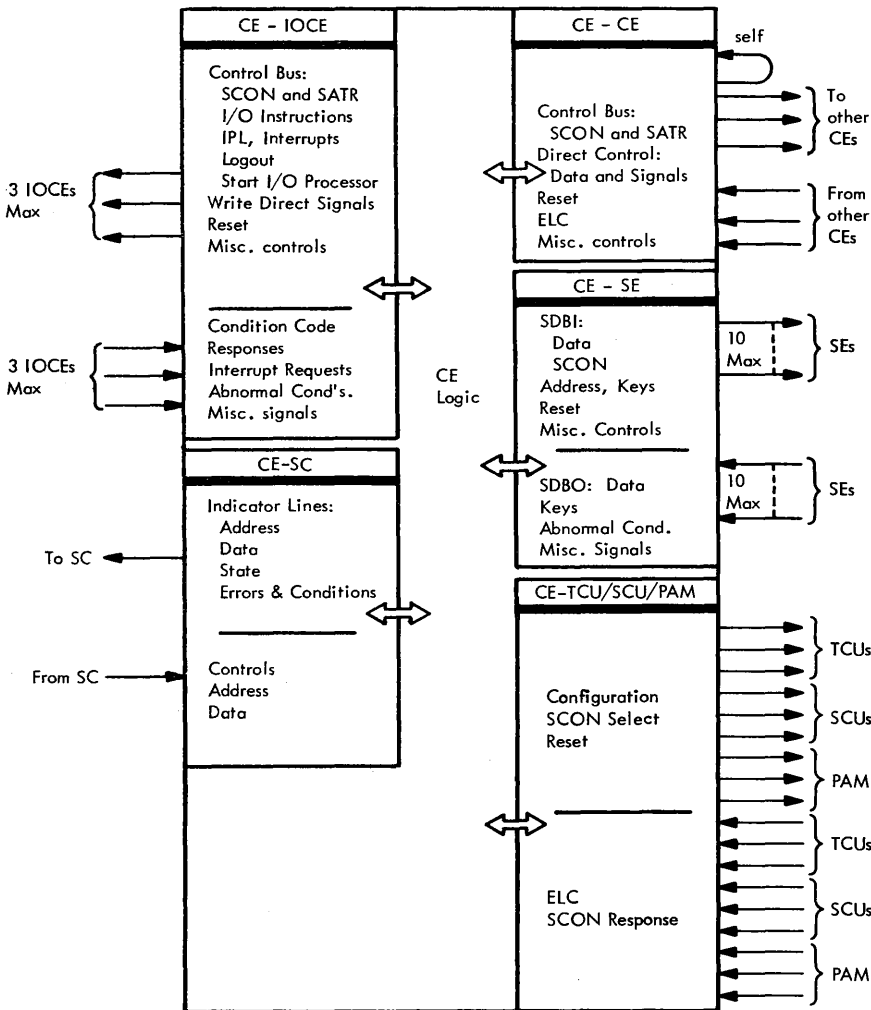 CE - IOCE
Control Bus:
SCON and SATR
I/O Instructions
IPL, Interrupts
Logout
Start I/O Processor
Write Direct Signals
Reset
Misc. controls
3 IOCEs
Max
Condition Code
Responses
Interrupt Requests
Abnormal Cond's.
Misc. signals
3 IOCEs
Max
CE-SC
Indicator Lines:
Address
Data
State
Errors & Conditions
To SC
Controls
Address
Data
From SC
CE
Logic
CE - CE
self
Control Bus:
SCON and SATR
Direct Control:
Data and Signals
Reset
ELC
Misc. controls
To
other
CEs
From
other
CEs
CE - SE
SDBI:
Data
SCON
Address, Keys
Reset
Misc. Controls
10
Max
SEs
SDBO: Data
Keys
Abnormal Cond.
Misc. Signals
10
Max
SEs
CE-TCU/SCU/PAM
Configuration
SCON Select
Reset
TCUs
SCUs
PAM
ELC
SCON Response
TCUs
SCUs
PAM